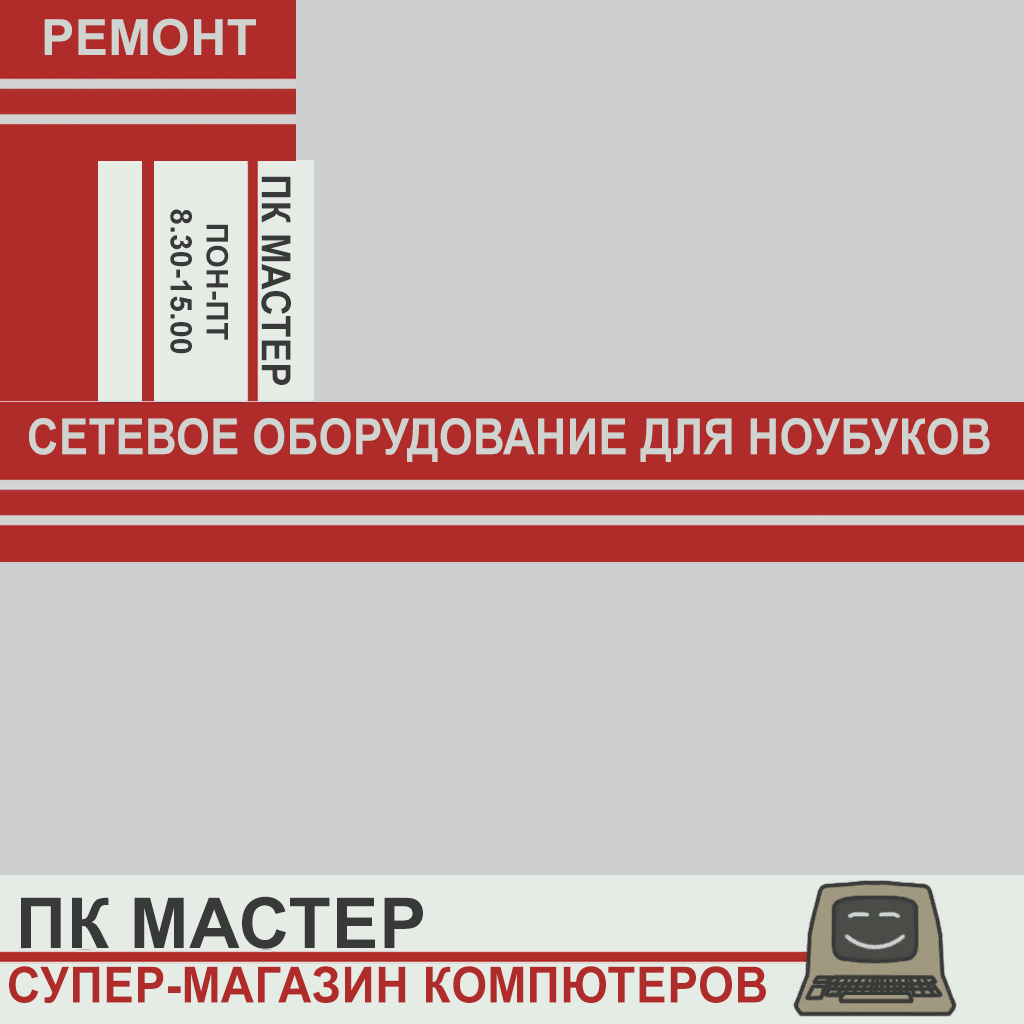 РЕМОНТ
ПК МАСТЕР
ПОН-ПТ
8.30-15.00
СЕТЕВОЕ ОБОРУДОВАНИЕ ДЛЯ НОУБУКОВ
ПК МАСТЕР
СУПЕР-МАГАЗИН КОМПЮТЕРОВ